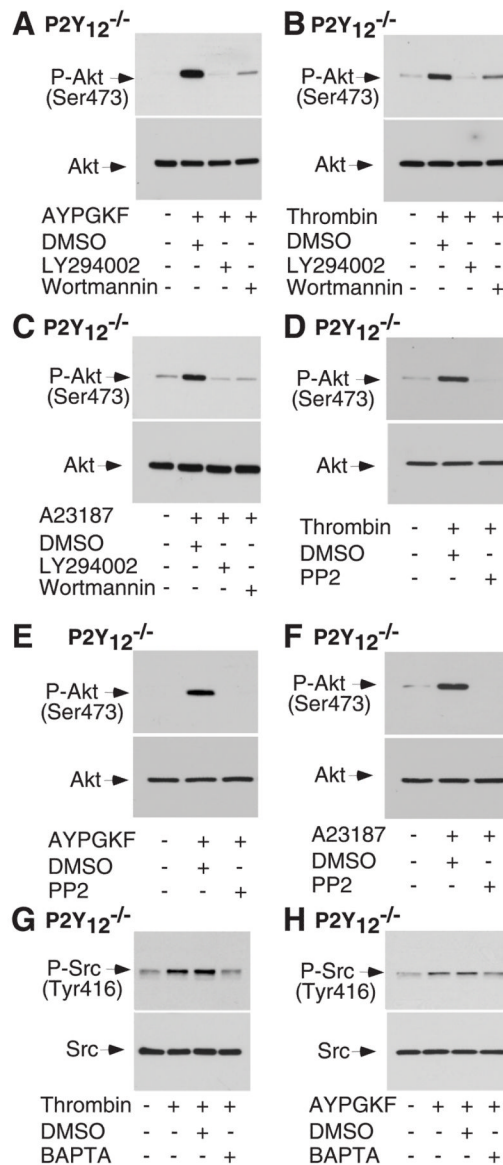 A P2Y12-/-
P-Akt
(Ser473)
Akt
AYPGKF - + + +
DMSO - + - -
LY294002 - - + -
Wortmannin - - - +
B P2Y12-/-
P-Akt
(Ser473)
Akt
Thrombin - + + +
DMSO - + - -
LY294002 - - + -
Wortmannin - - - +
C P2Y12-/-
P-Akt
(Ser473)
Akt
A23187 - + + +
DMSO - + - -
LY294002 - - + -
Wortmannin - - - +
D P2Y12-/-
P-Akt
(Ser473)
Akt
Thrombin - + +
DMSO - + -
PP2 - - +
E P2Y12-/-
P-Akt
(Ser473)
Akt
AYPGKF - + +
DMSO - + -
PP2 - - +
F P2Y12-/-
P-Akt
(Ser473)
Akt
A23187 - + +
DMSO - + -
PP2 - - +
G P2Y12-/-
P-Src
(Tyr416)
Src
Thrombin - + + +
DMSO - - + -
BAPTA - - - +
H P2Y12-/-
P-Src
(Tyr416)
Src
AYPGKF - + + +
DMSO - - + -
BAPTA - - - +